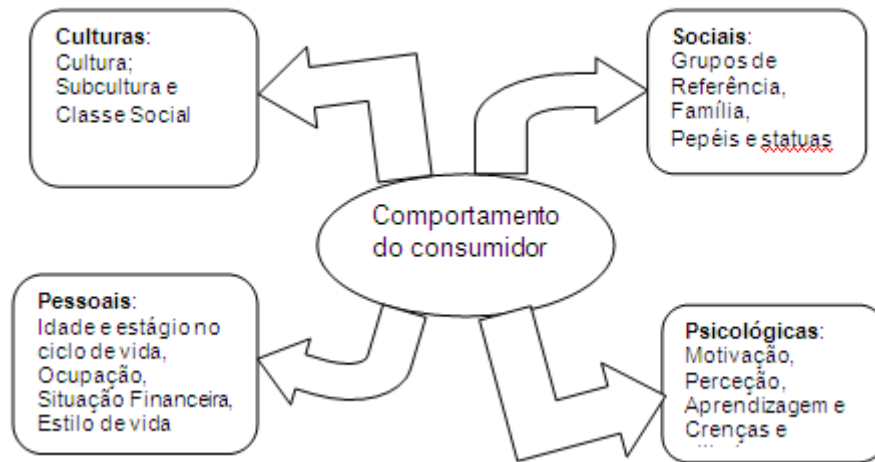 Culturas:
Cultura;
Subcultura e
Classe Social
Sociais:
Grupos de
Referência,
Família,
Pepéis e statuas
Comportamento
do consumidor
Pessoais:
Idade e estágio no
ciclo de vida,
Ocupação,
Situação Financeira,
Estilo de vida
Psicológicas:
Motivação,
Perceção,
Aprendizagem e
Crenças e